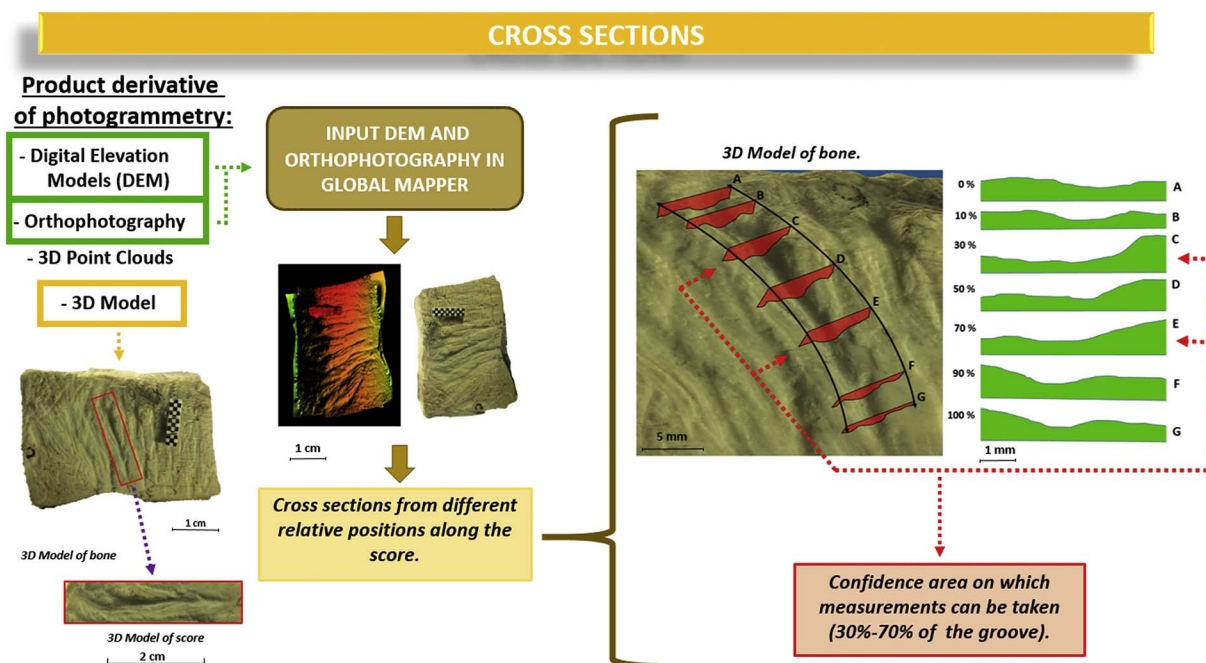 CROSS SECTIONS
Product derivative
of photogrammetry:
- Digital Elevation
Models (DEM)
- Orthophotography
- 3D Point Clouds
- 3D Model
1 cm
3D Model of bone
3D Model of score
2 cm
INPUT DEM AND
ORTHOPHOTOGRAPHY IN
GLOBAL MAPPER
1 cm
Cross sections from different
relative positions along the
score.
3D Model of bone.
A
B
C
D
E
F
G
5 mm
0 % A
10 % B
30 % C
50 % D
70 % E
90 % F
100 % G
1 mm
Confidence area on which
measurements can be taken
(30%-70% of the groove).